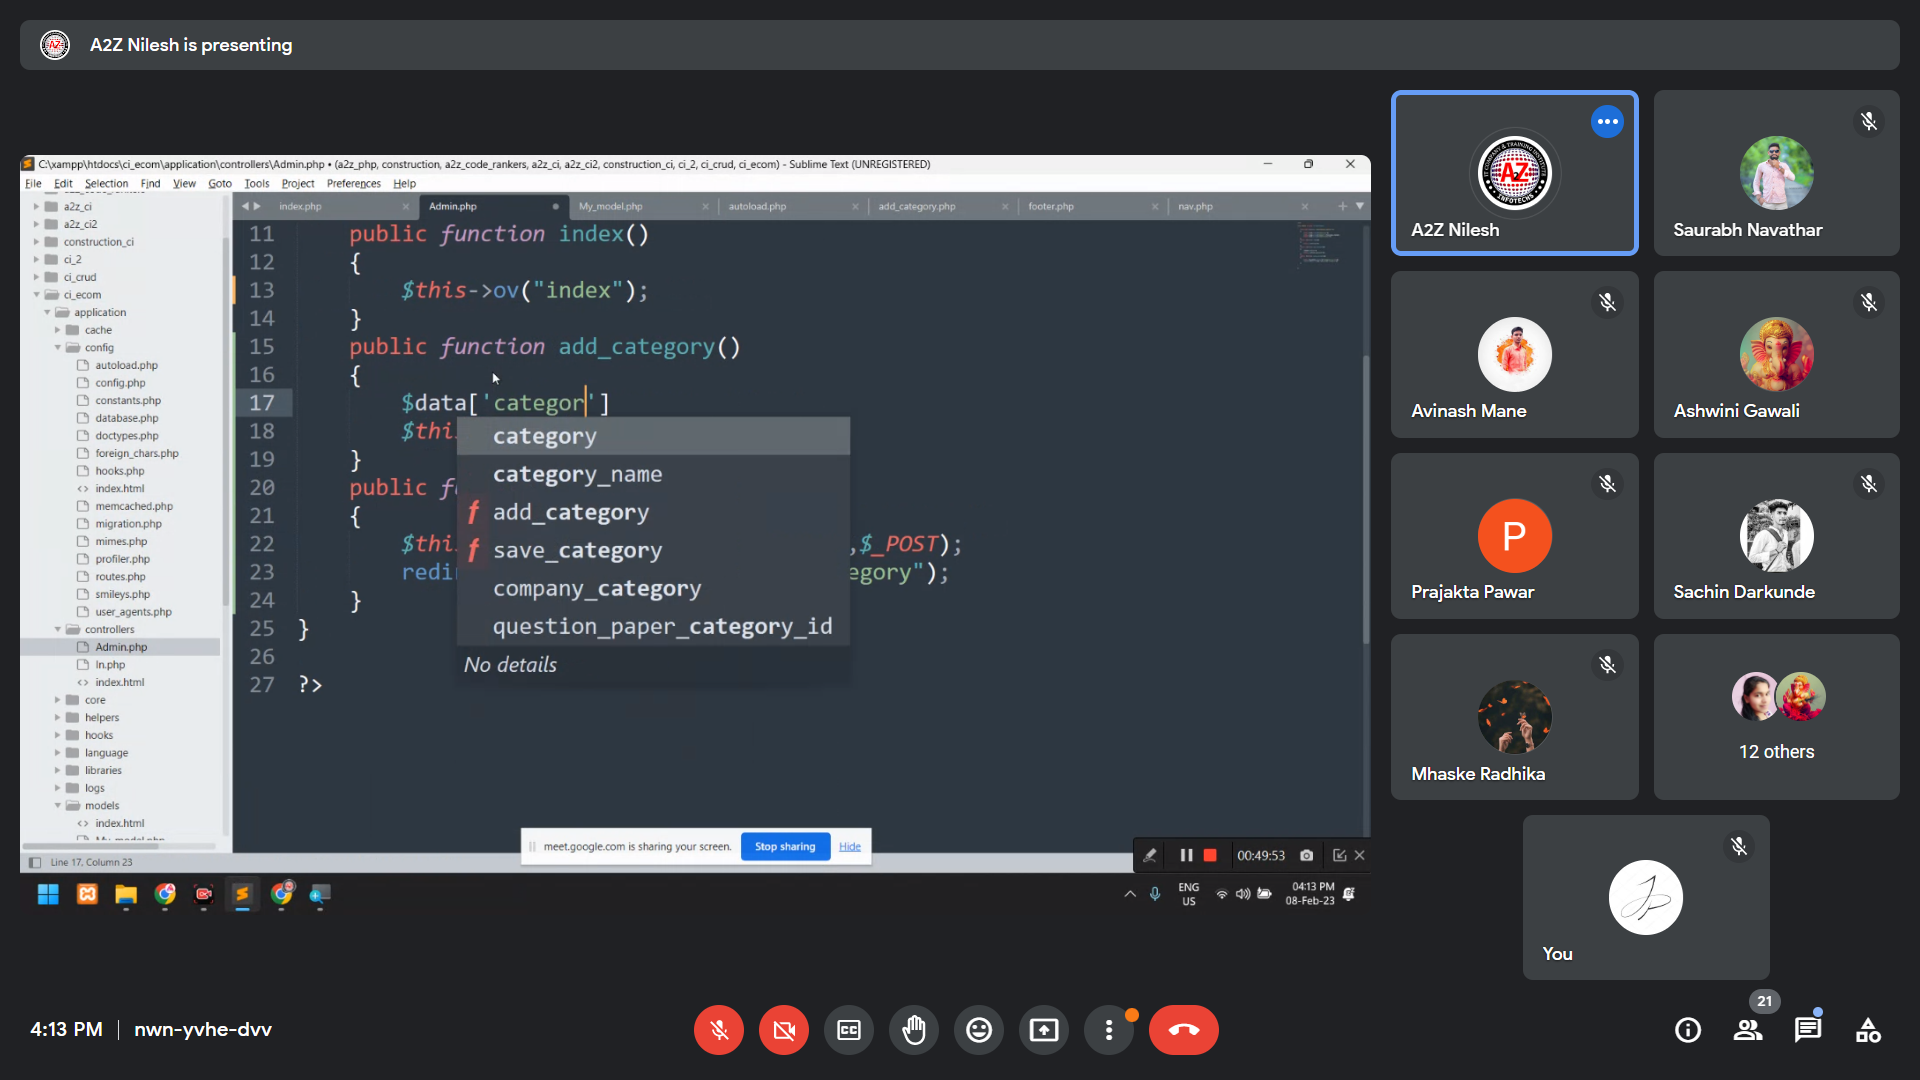 A2Z Nilesh is presenting
C:\xampp\htdocs\ci_ecom\application\controllers\Admin.php • (a2z_php, construction, a2z_code_rankers, a2z_ci, a2z_ci2, construction_ci, ci_2, ci_crud, ci_ecom) - Sublime Text (UNREGISTERED)
File Edit Selection Find View Goto Tools Project Preferences Help
a2z_ci
a2z_ci2
construction_ci
ci_2
ci_crud
ci_ecom
application
cache
config
autoload.php
config.php
constants.php
database.php
doctypes.php
foreign_chars.php
hooks.php
index.html
memcached.php
migration.php
mimes.php
profiler.php
routes.php
smileys.php
user_agents.php
controllers
Admin.php
In.php
index.html
core
helpers
hooks
language
libraries
logs
models
index.html
My_model.php
index.php Admin.php My_model.php autoload.php add_category.php footer.php nav.php
11 public function index()
12 {
13 $this->ov("index");
14 }
15 public function add_category()
16 {
17 $data['categor']
18 $thi
19 }
20 public f
21 {
22 $thi ,$_POST);
23 redi egory");
24 }
25 }
26
27 ?>
category
category_name
f add_category
f save_category
company_category
question_paper_category_id
No details
meet.google.com is sharing your screen. Stop sharing Hide
00:49:53
Line 17, Column 23
ENG
US
04:13 PM
08-Feb-23
AZ
INFOTECHS
A2Z Nilesh
Saurabh Navathar
Avinash Mane
Ashwini Gawali
P
Prajakta Pawar
Sachin Darkunde
Mhaske Radhika
12 others
You
4:13 PM | nwn-yvhe-dvv
21